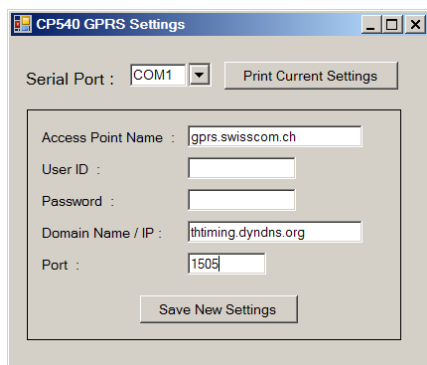 CP540 GPRS Settings
Serial Port : COM1 Print Current Settings
Access Point Name : gprs.swisscom.ch
User ID :
Password :
Domain Name / IP : thtiming.dyndns.org
Port : 1505
Save New Settings